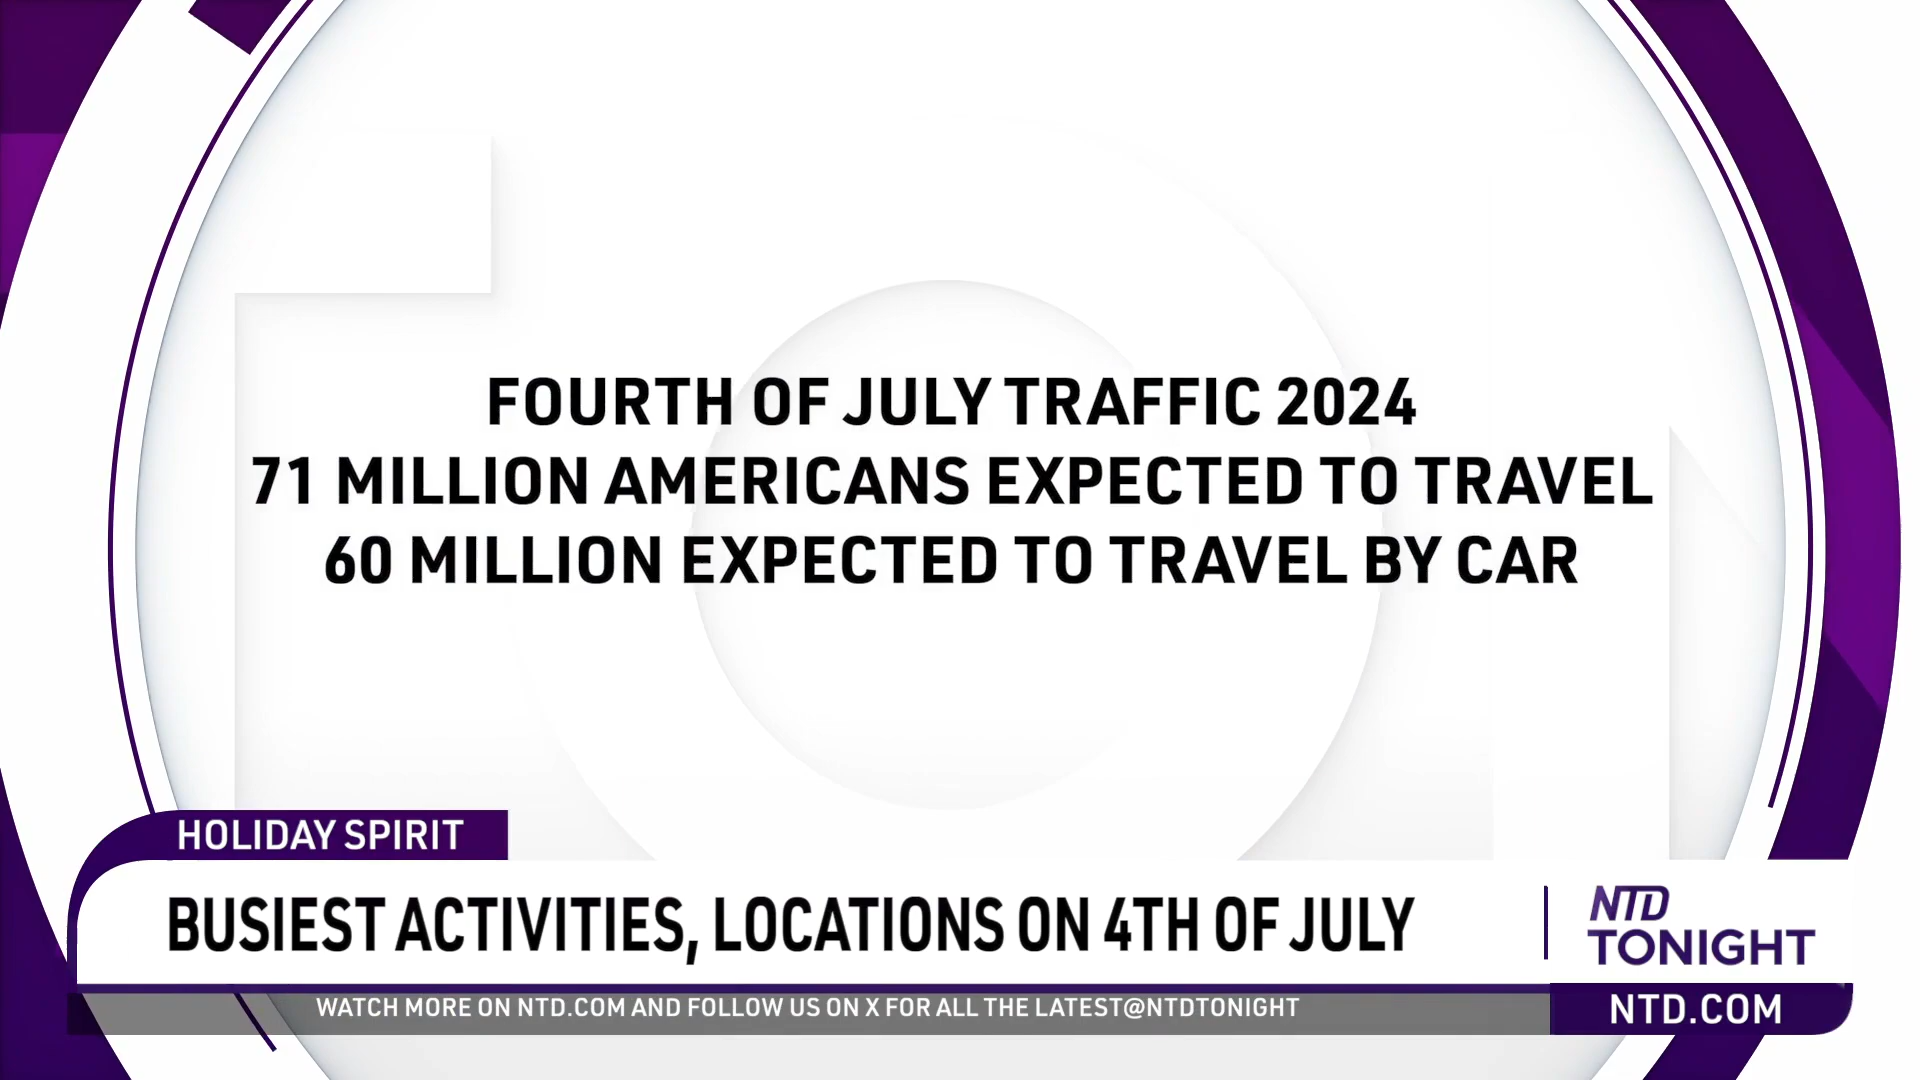 FOURTH OF JULY TRAFFIC 2024
71 MILLION AMERICANS EXPECTED TO TRAVEL
60 MILLION EXPECTED TO TRAVEL BY CAR
HOLIDAY SPIRIT
BUSIEST ACTIVITIES, LOCATIONS ON 4TH OF JULY
NTD
TONIGHT
WATCH MORE ON NTD.COM AND FOLLOW US ON X FOR ALL THE LATEST@NTDTONIGHT
NTD.COM